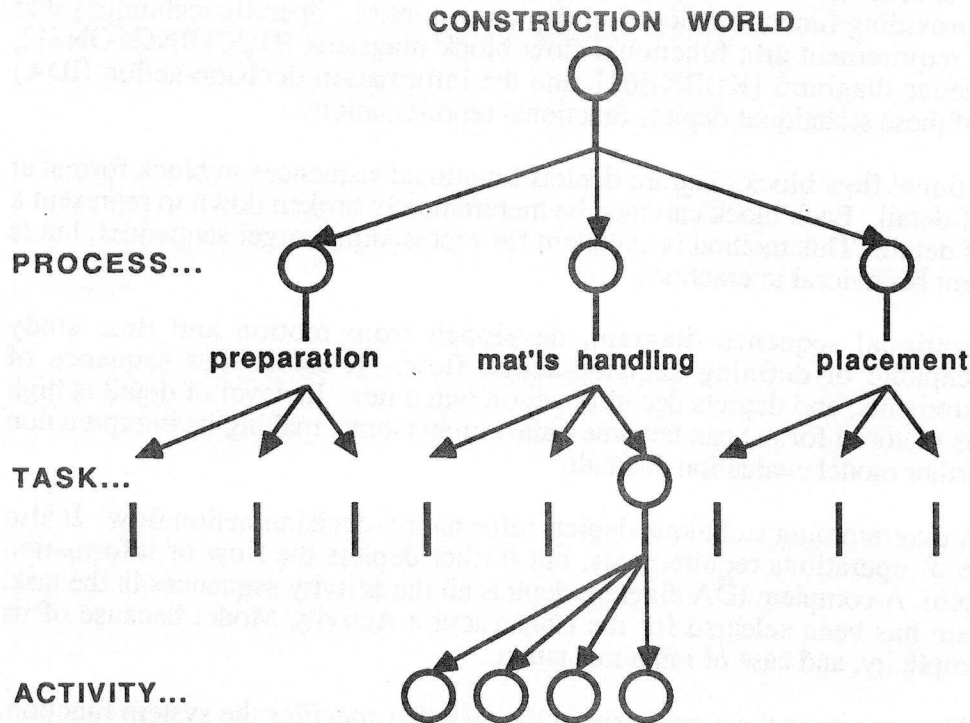 CONSTRUCTION WORLD
PROCESS...
preparation mat'ls handling placement
TASK...
ACTIVITY...